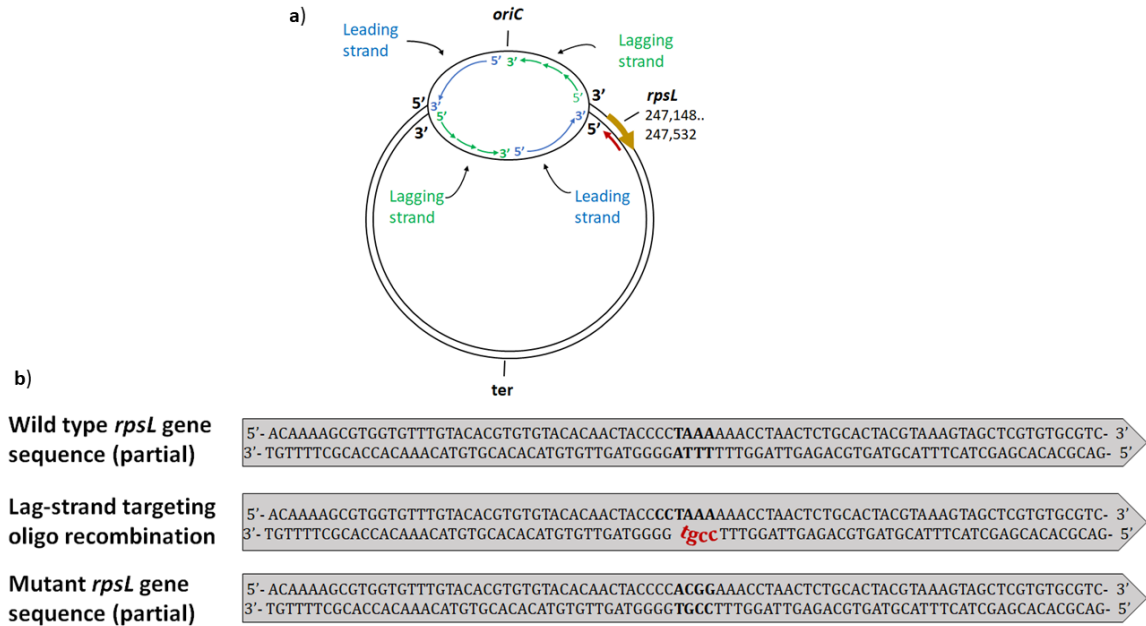 a)
oriC
Leading
strand
Lagging
strand
5’ 3’
5’ 3’ 5’ 3’
3’ 5’ 3’ 5’
rpsL
247,148..
247,532
3’ 5’
Lagging
strand
Leading
strand
ter
b)
Wild type rpsL gene
sequence (partial)
5’- ACAAAAGCGTGGTGTTTGTACACGTGTGTACACAACTACCCCTAAAAAACCTAACTCTGCACTACGTAAAGTAGCTCGTGTGCGTC- 3’
3’- TGTTTTCGCACCACAAACATGTGCACACATGTGTTGATGGGGATTTTTTGGATTGAGACGTGATGCATTTCATCGAGCACACGCAG- 5’
Lag-strand targeting
oligo recombination
5’- ACAAAAGCGTGGTGTTTGTACACGTGTGTACACAACTACCCCTAAAAAACCTAACTCTGCACTACGTAAAGTAGCTCGTGTGCGTC- 3’
3’- TGTTTTCGCACCACAAACATGTGCACACATGTGTTGATGGGG tgcc TTTGGATTGAGACGTGATGCATTTCATCGAGCACACGCAG- 5’
Mutant rpsL gene
sequence (partial)
5’- ACAAAAGCGTGGTGTTTGTACACGTGTGTACACAACTACCCCACGGAAACCTAACTCTGCACTACGTAAAGTAGCTCGTGTGCGTC- 3’
3’- TGTTTTCGCACCACAAACATGTGCACACATGTGTTGATGGGGTGCCTTTGGATTGAGACGTGATGCATTTCATCGAGCACACGCAG- 5’